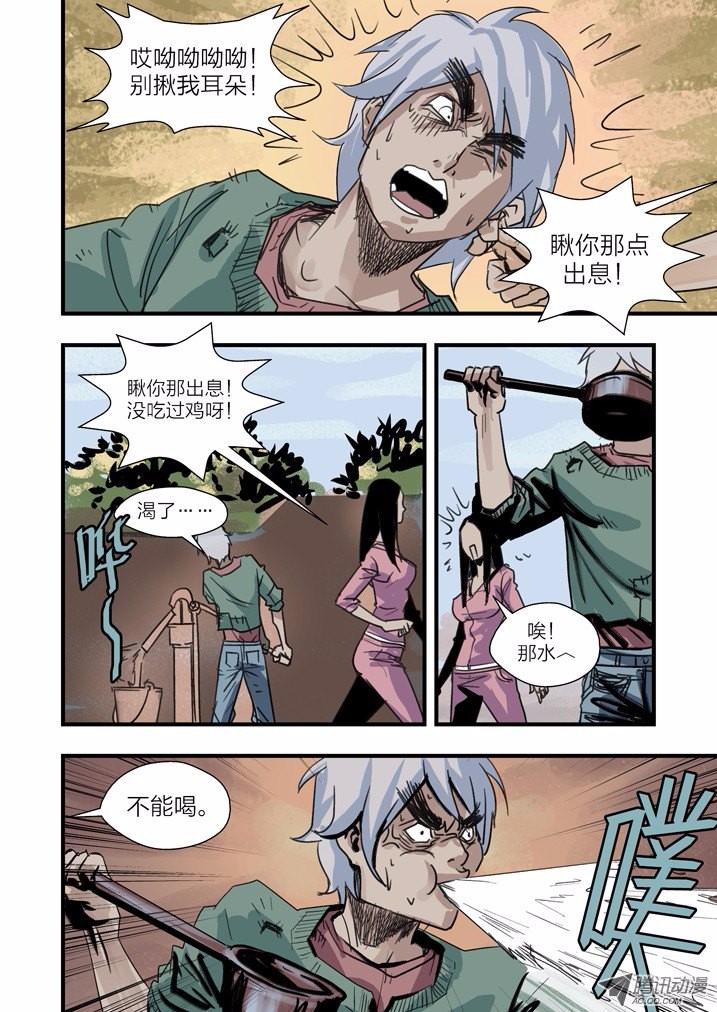 哎呦呦呦呦！
别揪我耳朵！
瞅你那点
出息！
瞅你那出息！
没吃过鸡呀！
渴了……
哗
唉！
那水︿
不能喝。
噗
腾讯动漫
AC.QQ.COM